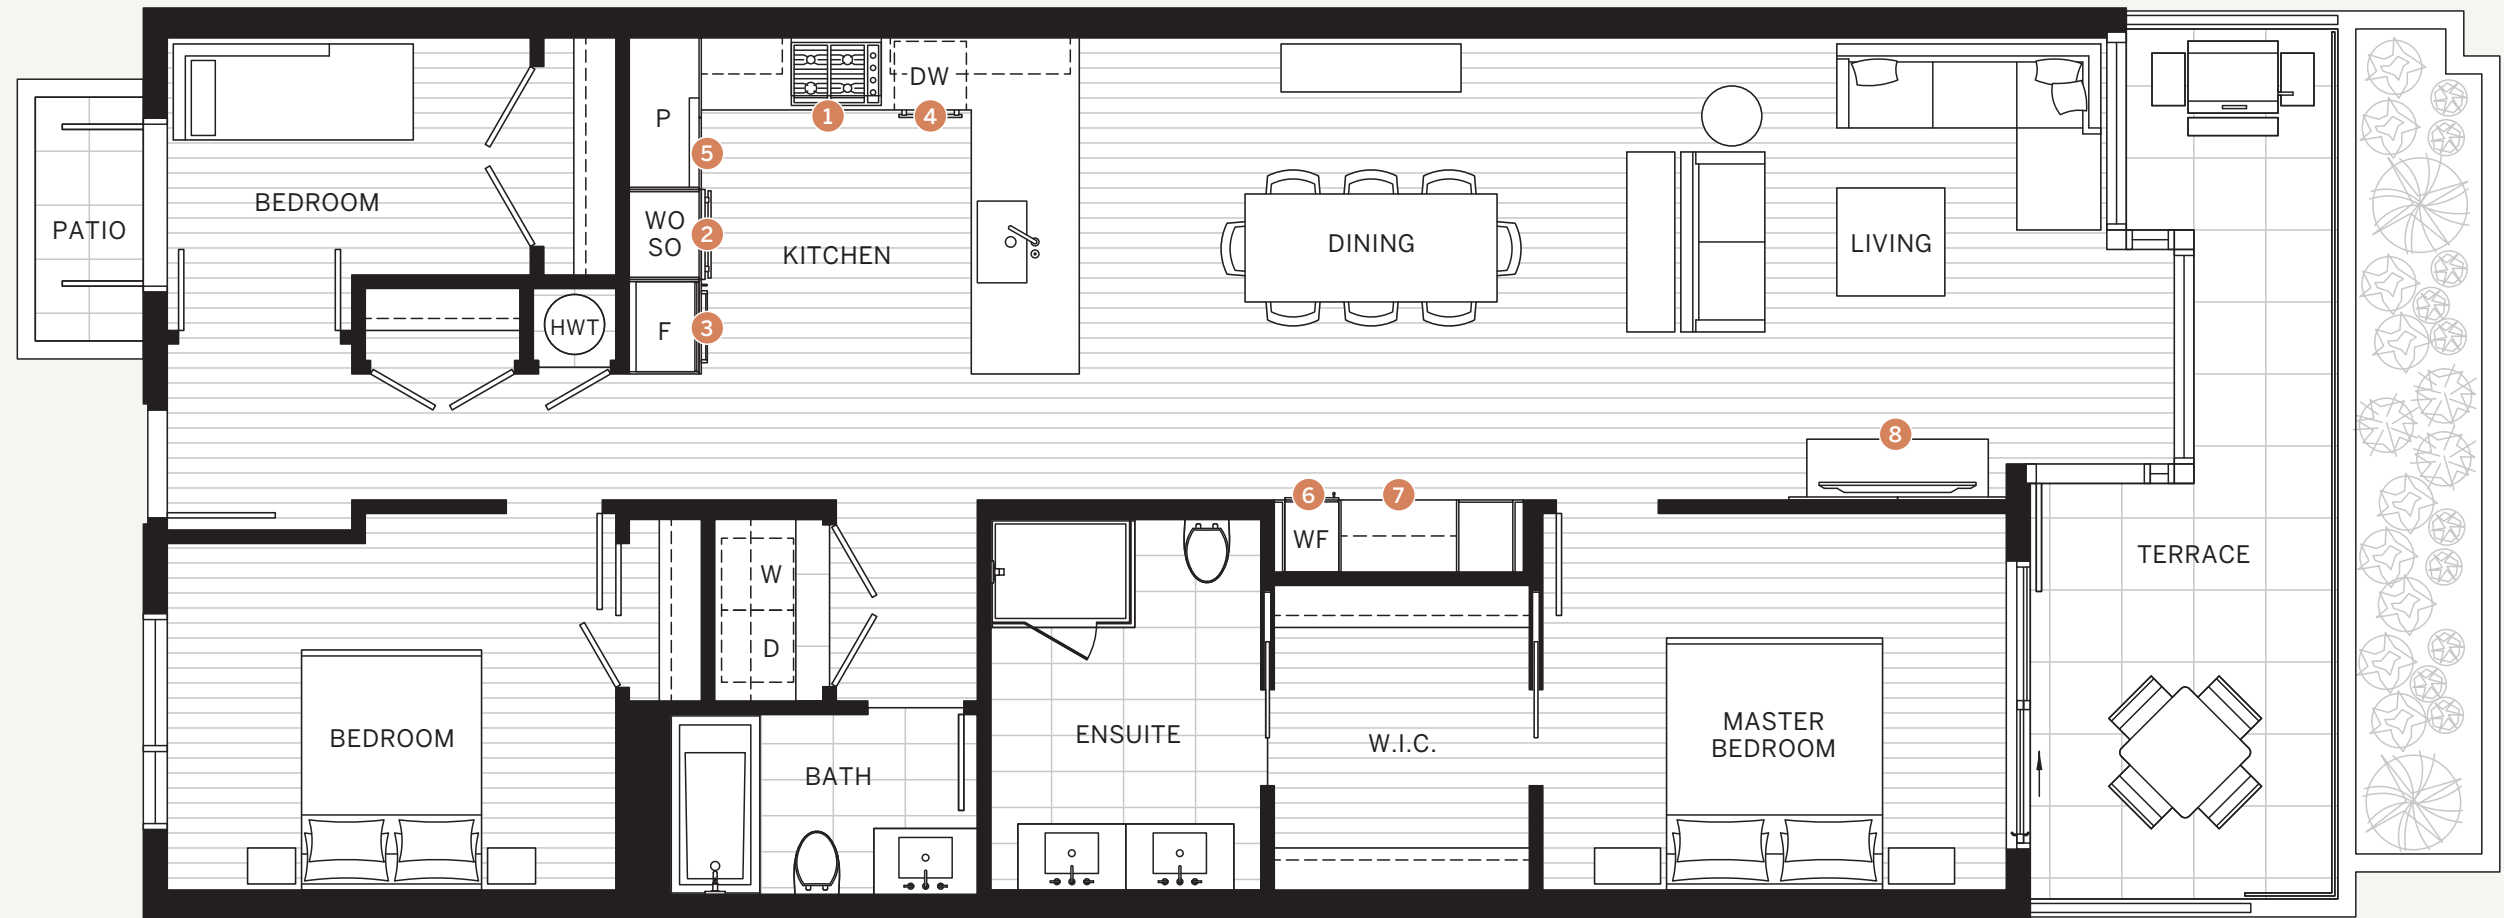 DW
P
1
4
5
BEDROOM
PATIO
WO
SO
2
KITCHEN
DINING
LIVING
HWT
F
3
8
6
7
WF
TERRACE
W
D
BEDROOM
BATH
ENSUITE
W.I.C.
MASTER
BEDROOM